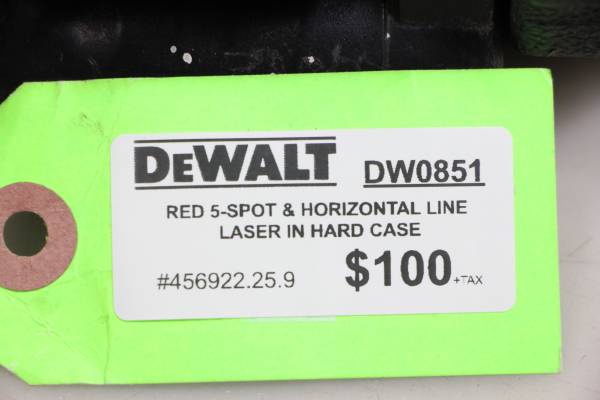 DEWALT DW0851
RED 5-SPOT & HORIZONTAL LINE
LASER IN HARD CASE
#456922.25.9 $100 +TAX